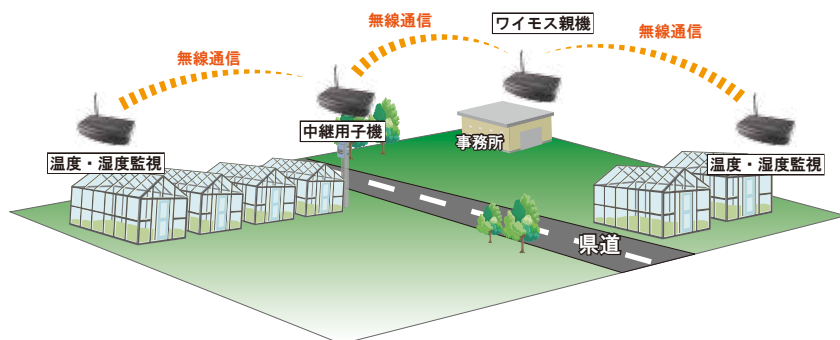 ワイモス親機
無線通信
無線通信
無線通信
中継用子機
事務所
温度・湿度監視
温度・湿度監視
県道